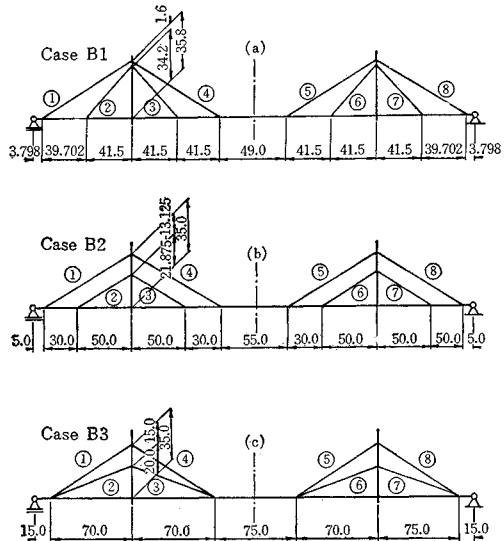 Case B1
(a)
1.6
34.2
35.8
① ② ③ ④ ⑤ ⑥ ⑦ ⑧
3.798 39.702 41.5 41.5 41.5 49.0 41.5 41.5 41.5 39.702 3.798
Case B2
(b)
21.875 13.125
35.0
① ② ③ ④ ⑤ ⑥ ⑦ ⑧
5.0 30.0 50.0 50.0 30.0 55.0 30.0 50.0 50.0 50.0 5.0
Case B3
(c)
20.0 15.0
35.0
① ② ③ ④ ⑤ ⑥ ⑦ ⑧
15.0 70.0 70.0 75.0 70.0 75.0 15.0